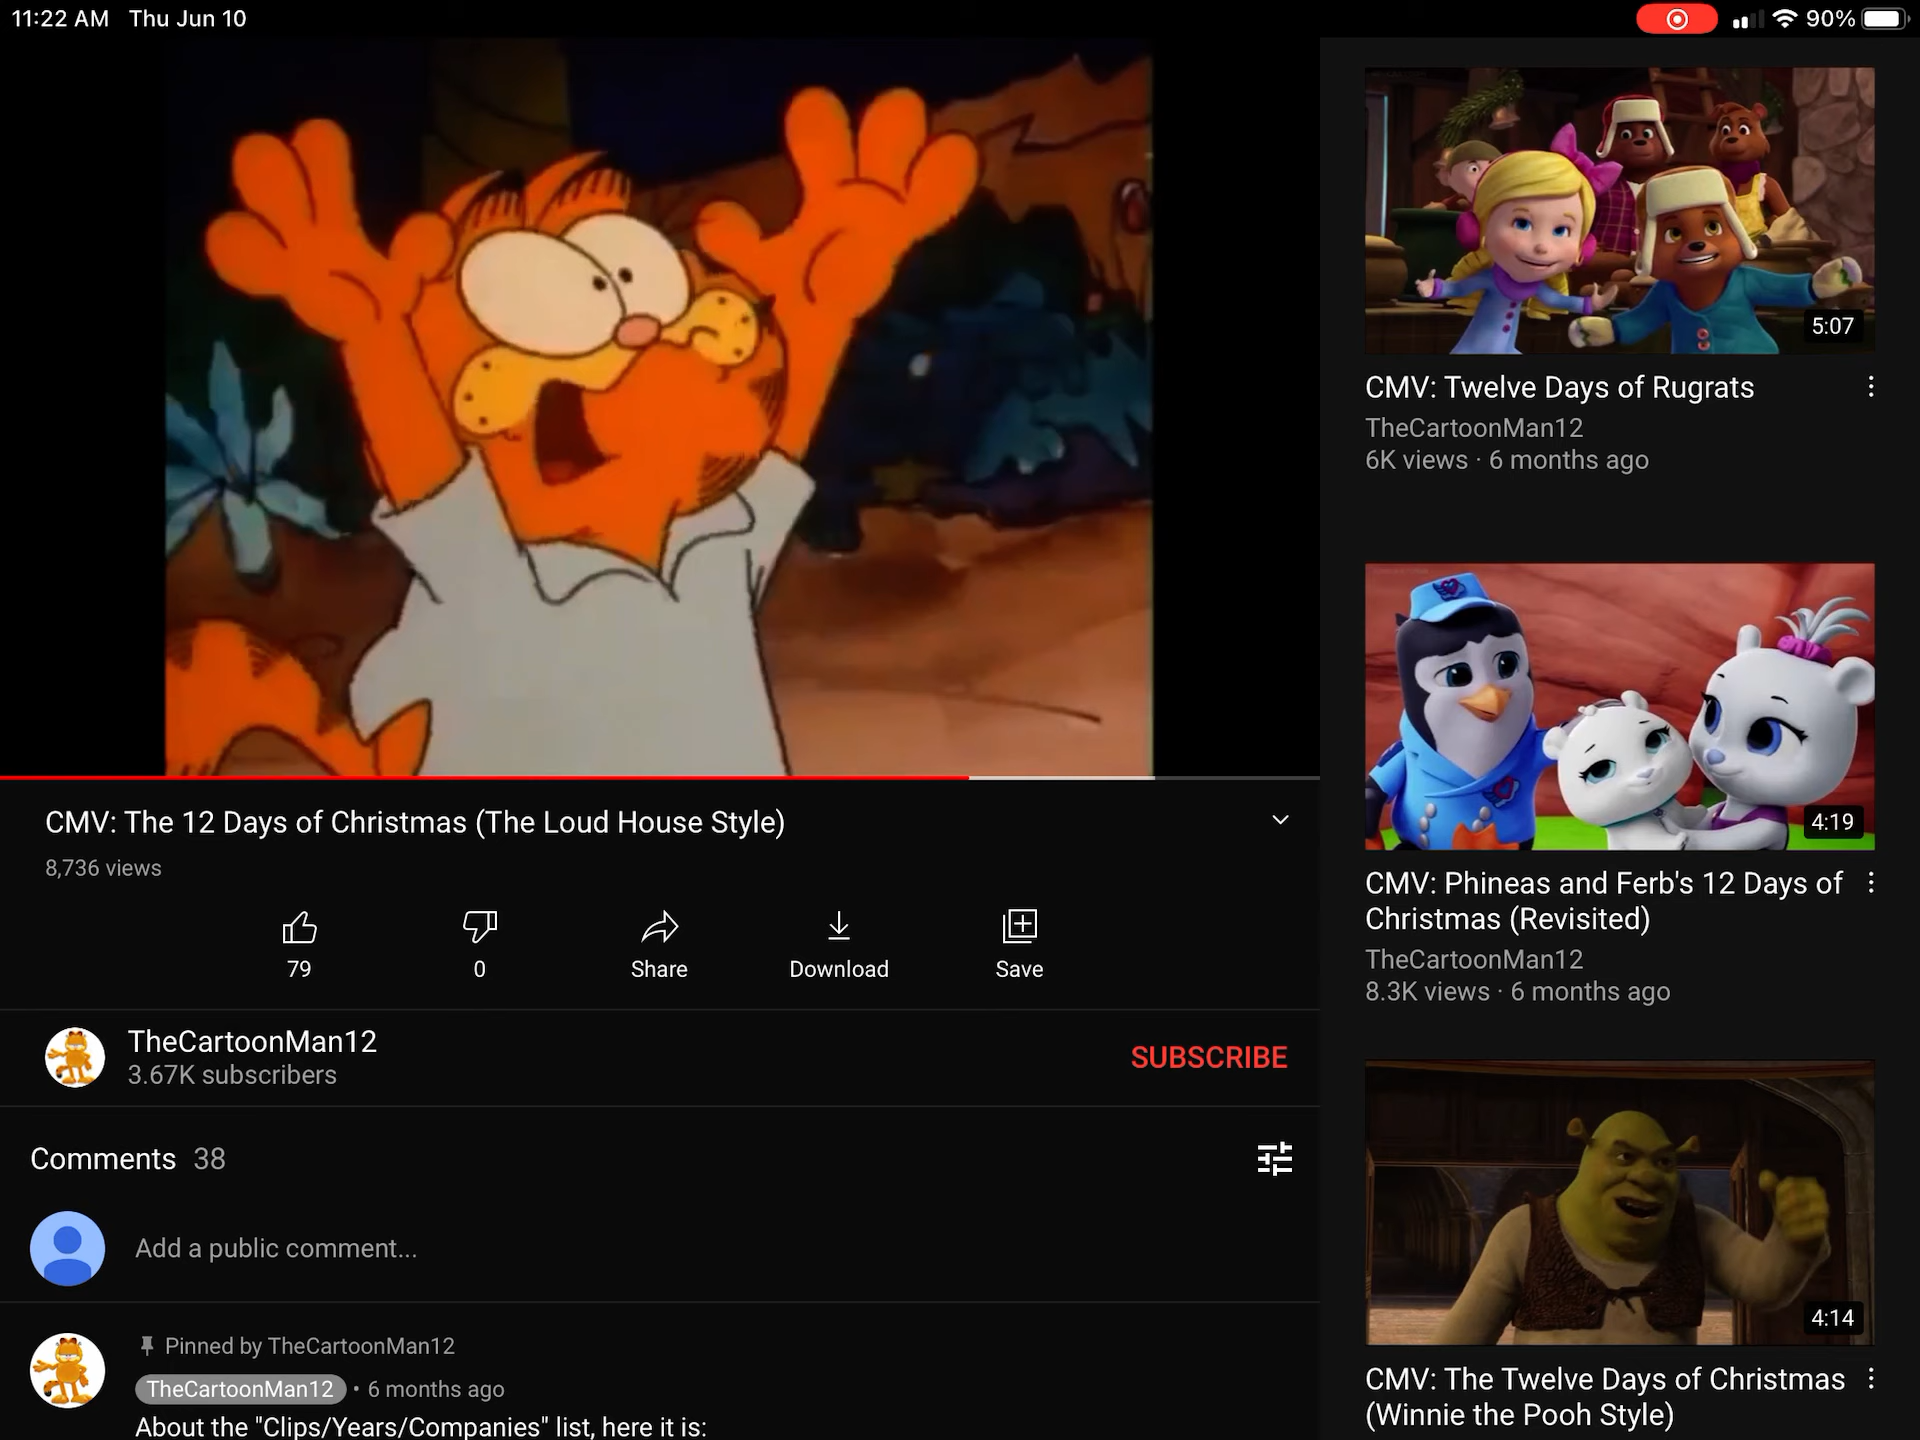 11:22 AM Thu Jun 10
90%
CMV: The 12 Days of Christmas (The Loud House Style)
8,736 views
79
0
Share
Download
Save
TheCartoonMan12
3.67K subscribers
SUBSCRIBE
Comments 38
Add a public comment...
Pinned by TheCartoonMan12
TheCartoonMan12 • 6 months ago
About the "Clips/Years/Companies" list, here it is:
5:07
CMV: Twelve Days of Rugrats
TheCartoonMan12
6K views · 6 months ago
4:19
CMV: Phineas and Ferb's 12 Days of
Christmas (Revisited)
TheCartoonMan12
8.3K views · 6 months ago
4:14
CMV: The Twelve Days of Christmas
(Winnie the Pooh Style)